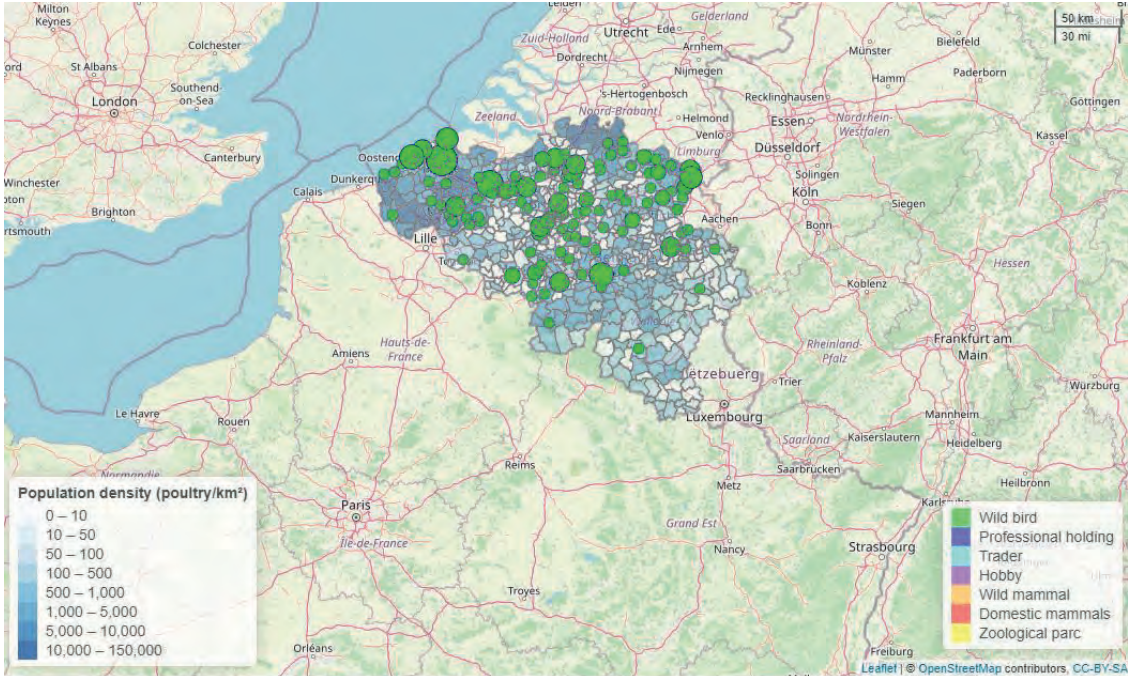 Milton
Keynes
Colchester
St Albans
Southend-
on-Sea
London
Canterbury
Winchester
Brighton
Leiden
Zuid-Holland
Utrecht
Ede
Gelderland
Arnhem
Dordrecht
Nijmegen
's-Hertogenbosch
Zeeland
Noord-Brabant
Helmond
Venlo
Limburg
50 km
30 mi
Bielefeld
Münster
Paderborn
Hamm
Recklinghausen
Göttingen
Essen
Nordrhein-
Westfalen
Kassel
Düsseldorf
Solingen
Köln
Siegen
Aachen
Bonn
Hessen
Koblenz
Rheinland-
Pfalz
Frankfurt am
Main
Trier
Würzburg
Calais
Lille
Hauts-de-
France
Amiens
Le Havre
Rouen
Normandie
Reims
Luxembourg
Saarland
Saarbrücken
Kaiserslautern
Mannheim
Heidelberg
Heilbronn
Metz
Paris
Île-de-France
Grand Est
Nancy
Strasbourg
Troyes
Orléans
Freiburg
Population density (poultry/km²)
0 – 10
10 – 50
50 – 100
100 – 500
500 – 1,000
1,000 – 5,000
5,000 – 10,000
10,000 – 150,000
Wild bird
Professional holding
Trader
Hobby
Wild mammal
Domestic mammals
Zoological parc
Leaflet | © OpenStreetMap contributors, CC-BY-SA